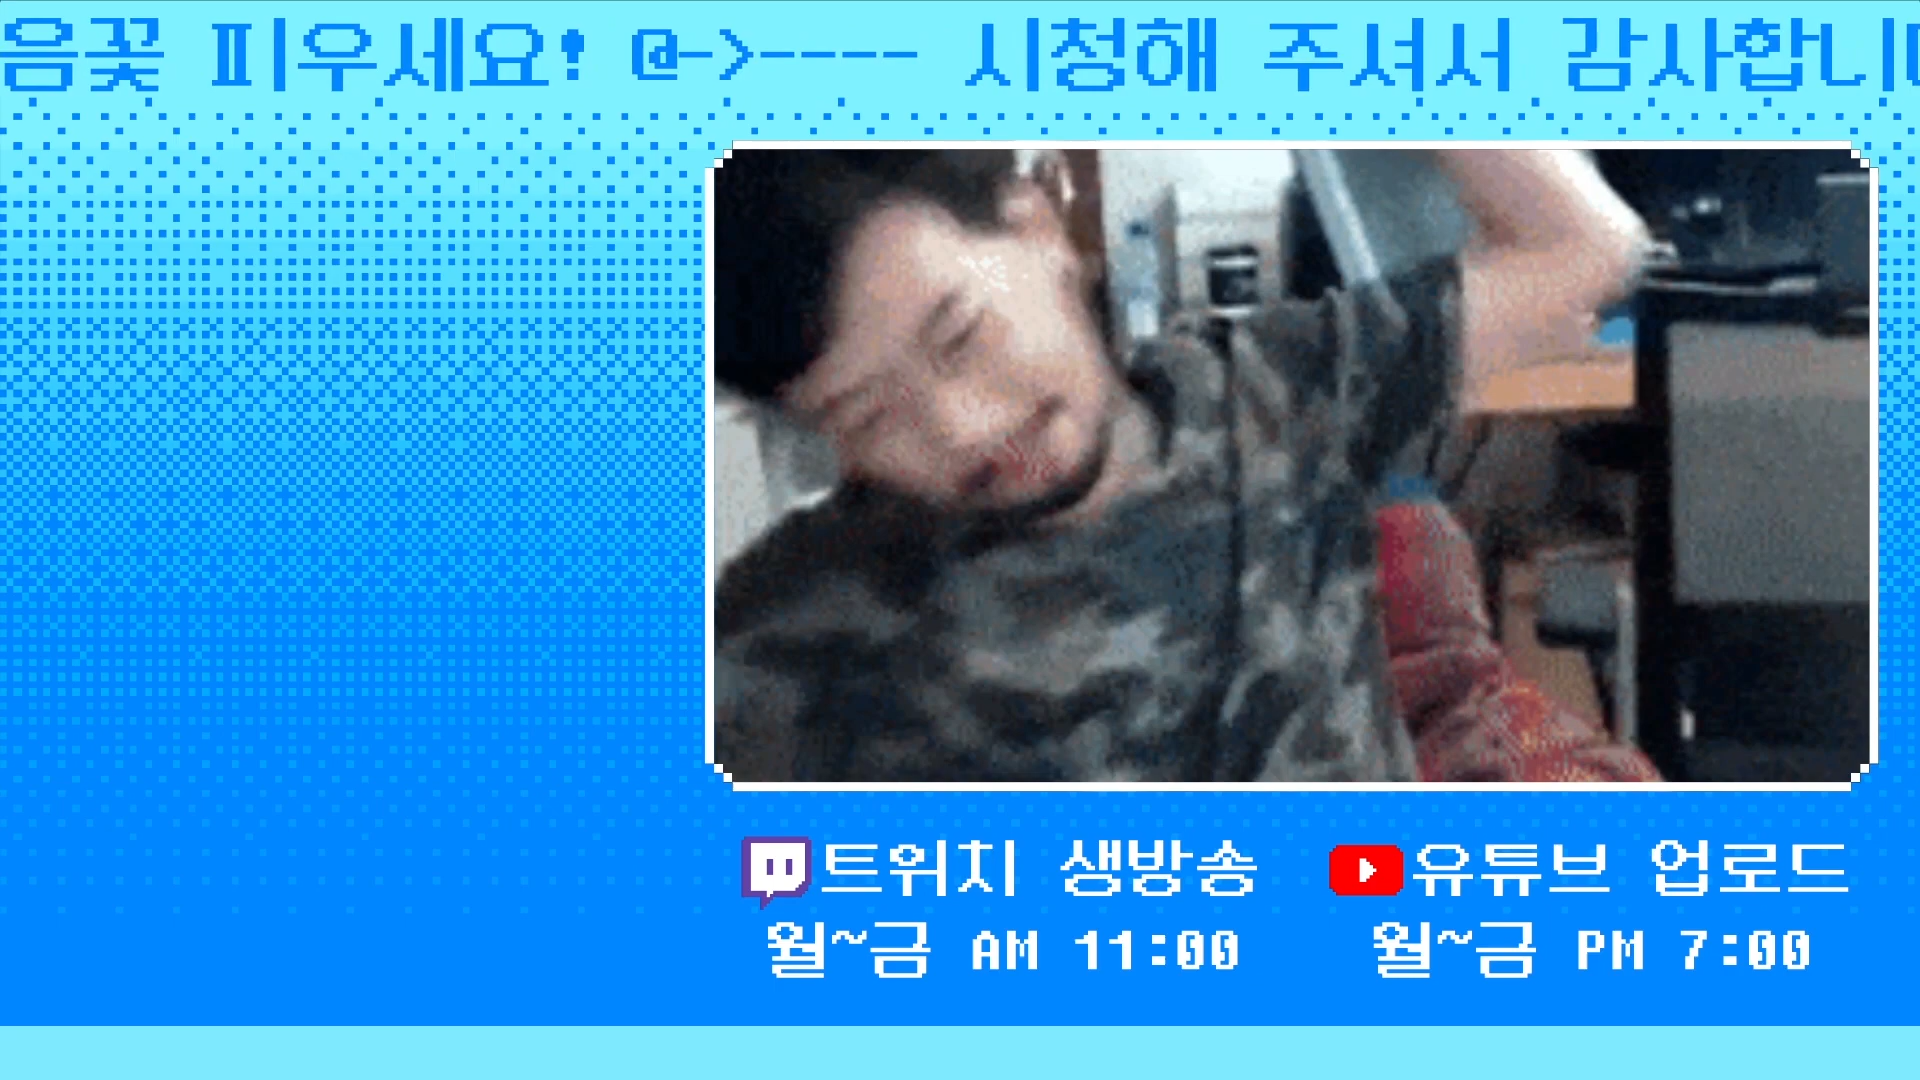 음꽃 피우세요! @->---- 시청해 주셔서 감사합니다
트위치 생방송
월~금 AM 11:00
유튜브 업로드
월~금 PM 7:00